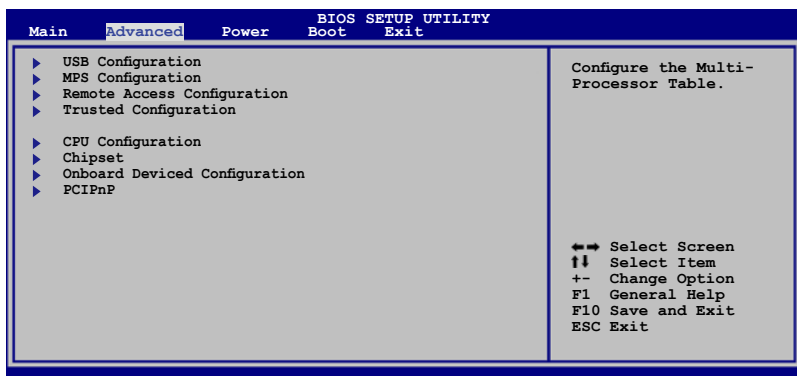 BIOS SETUP UTILITY
Main Advanced Power Boot Exit
USB Configuration
MPS Configuration
Remote Access Configuration
Trusted Configuration
CPU Configuration
Chipset
Onboard Deviced Configuration
PCIPnP
Configure the Multi-
Processor Table.
←→ Select Screen
↑↓ Select Item
+- Change Option
F1 General Help
F10 Save and Exit
ESC Exit